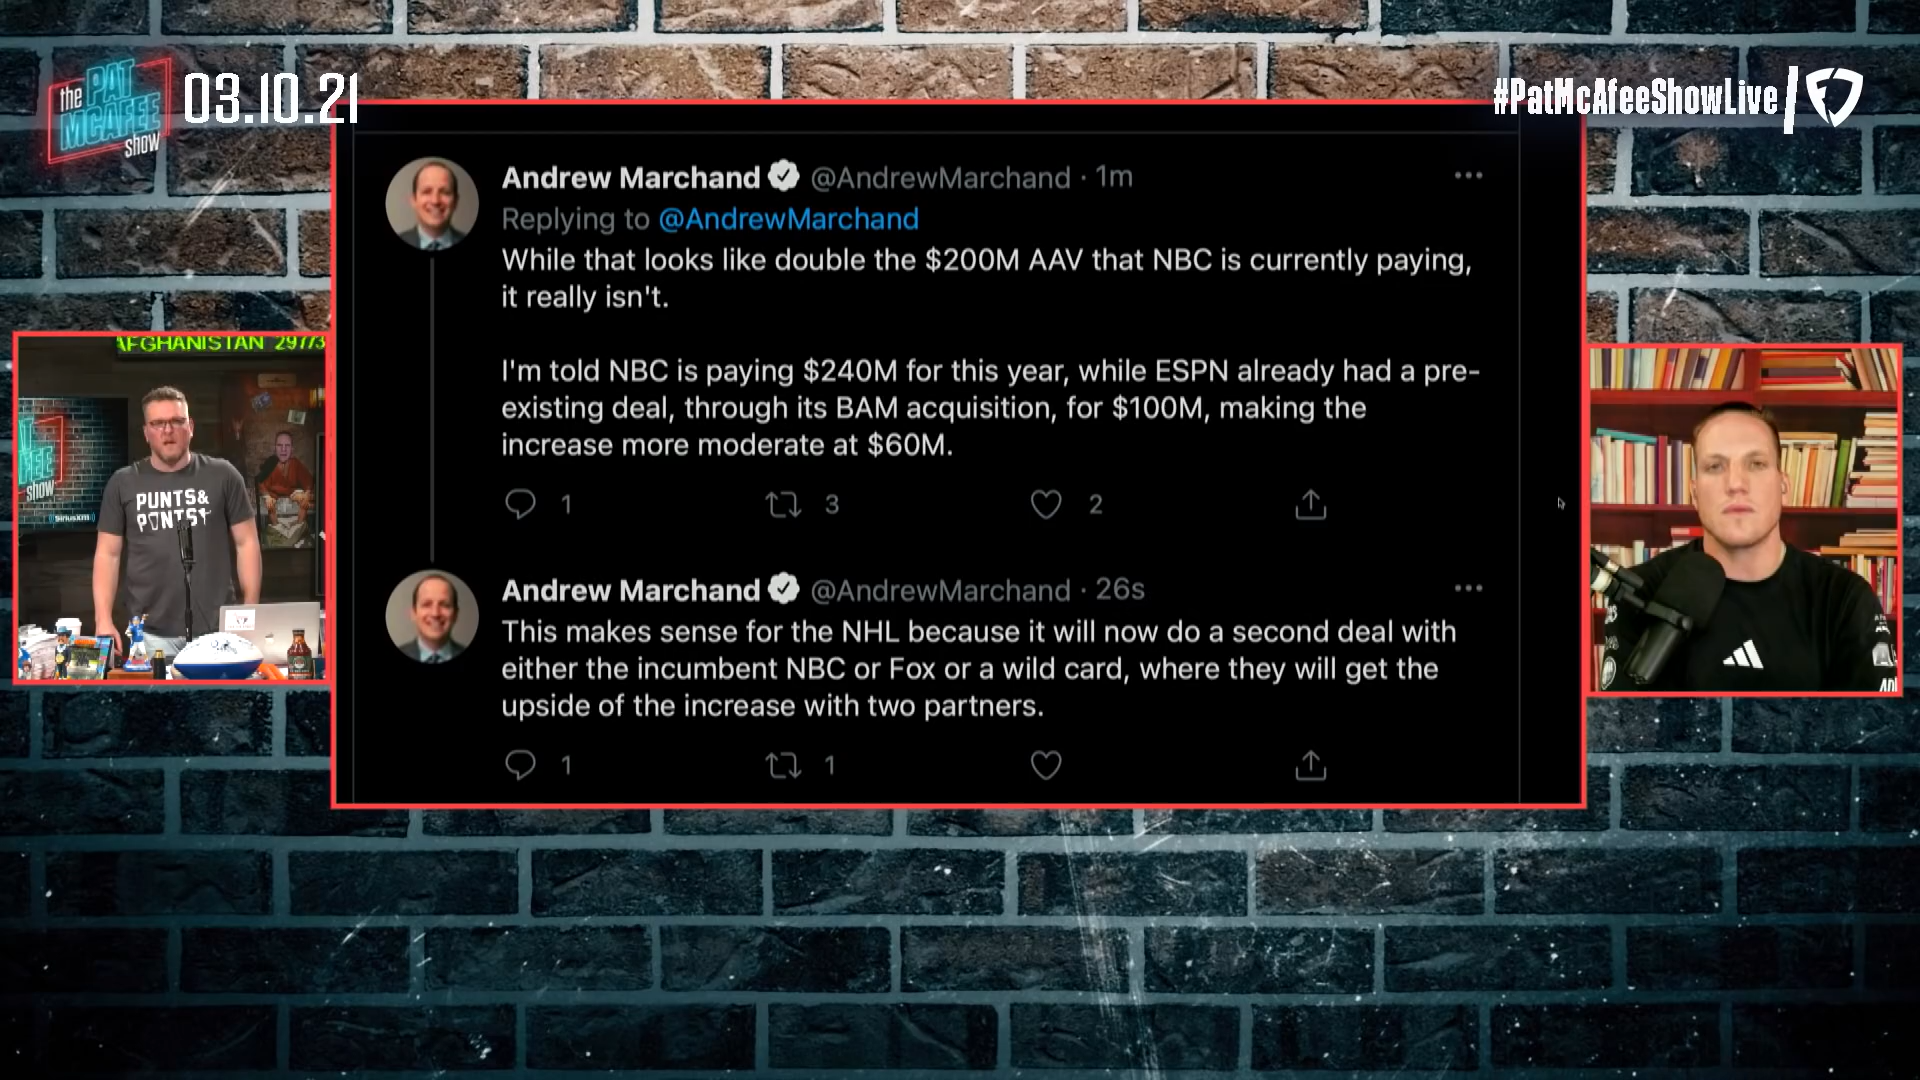 the
PAT
MCAFEE
show
03.10.21
#PatMcAfeeShowLive
Andrew Marchand @AndrewMarchand · 1m
Replying to @AndrewMarchand
While that looks like double the $200M AAV that NBC is currently paying,
it really isn't.
I'm told NBC is paying $240M for this year, while ESPN already had a pre-
existing deal, through its BAM acquisition, for $100M, making the
increase more moderate at $60M.
1 3 2
Andrew Marchand @AndrewMarchand · 26s
This makes sense for the NHL because it will now do a second deal with
either the incumbent NBC or Fox or a wild card, where they will get the
upside of the increase with two partners.
1 1
AFGHANISTAN 297/3
show
SiriusXM
PUNTS&
PONTS